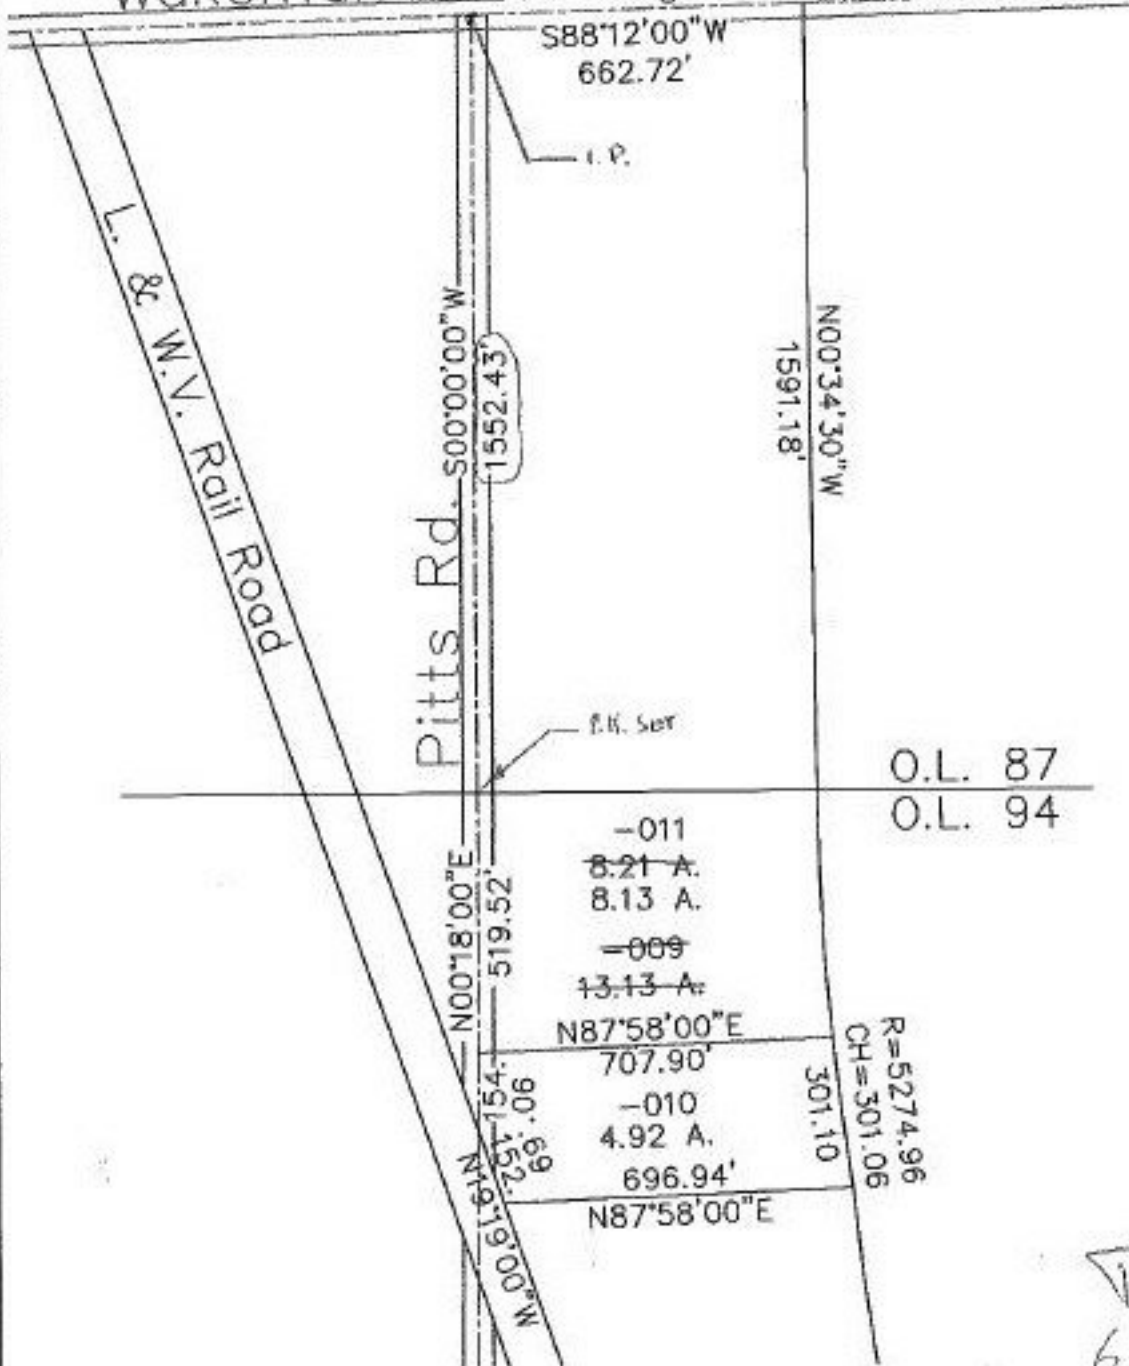 S88°12'00"W
662.72'
I.P.
L. & W.V. Rail Road
Pitts Rd.
S00°00'00"W
1552.43'
N00°34'30"W
1591.18'
P.K. SET
O.L. 87
O.L. 94
-011
8.21 A.
8.13 A.
-009
13.13 A.
N00°18'00"E
519.52'
N87°58'00"E
707.90'
154.06
152.69
-010
4.92 A.
696.94'
N87°58'00"E
301.10
R=5274.96
CH=301.06
N19°19'00"W